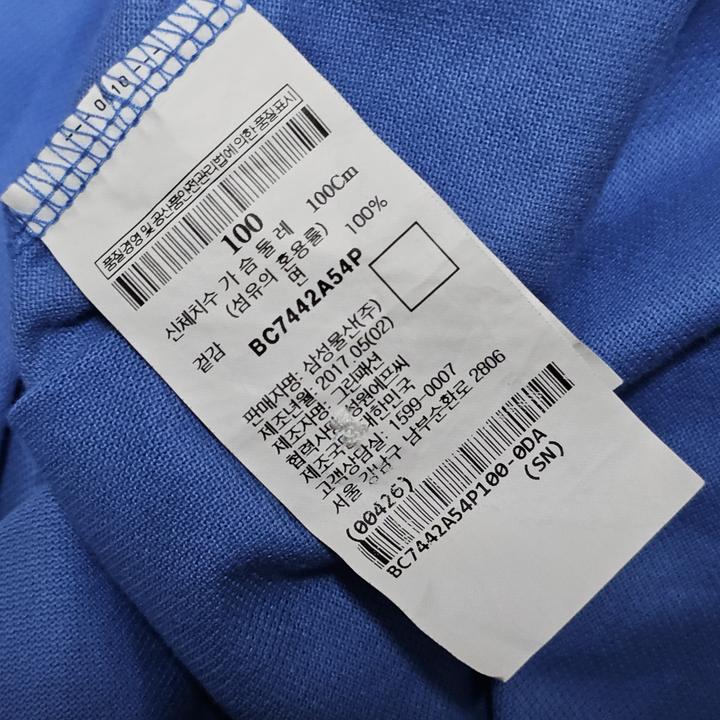 0418
품질경영 및 공산품안전관리법에 의한 품질표시
100
신체치수 가슴둘레 100Cm
(섬유의 혼용률)
겉감 면 100%
BC7442A54P
판매자명: 삼성물산(주)
제조년월: 2017.05(02)
제조자명: 그린패션
협력사 성원에프씨
제조국 대한민국
고객상담실: 1599-0007
서울 강남구 남부순환로 2806
(00426)
BC7442A54P100-0DA
(SN)